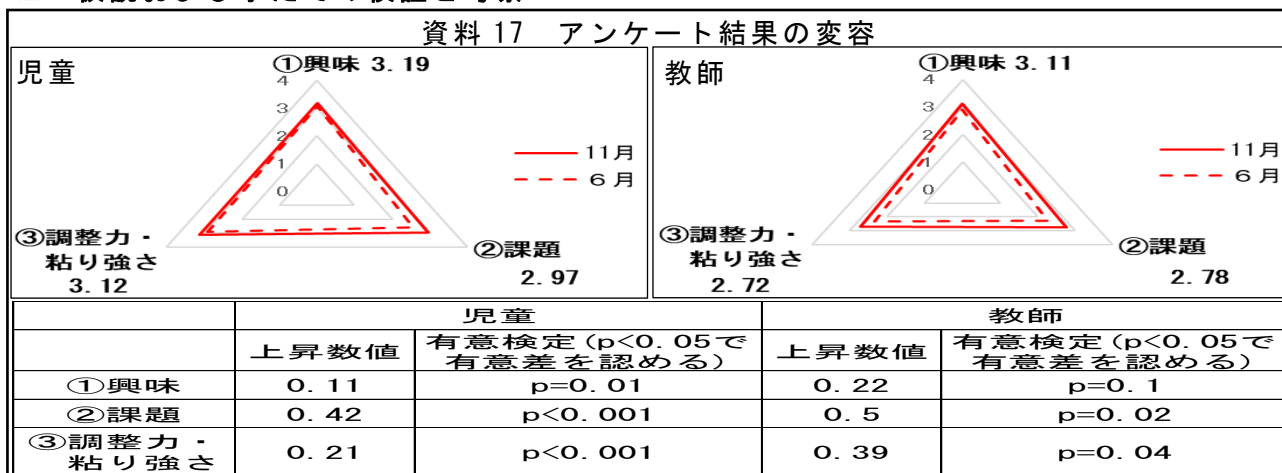 資料 17 アンケート結果の変容
児童
①興味 3.19
4
3
2
1
0
11月
6月
③調整力・
粘り強さ
3.12
②課題
2.97
教師
①興味 3.11
4
3
2
1
0
11月
6月
③調整力・
粘り強さ
2.72
②課題
2.78
児童 教師
上昇数値 有意検定(p<0.05で 有意差を認める) 上昇数値 有意検定(p<0.05で 有意差を認める)
①興味 0.11 p=0.01 0.22 p=0.1
②課題 0.42 p<0.001 0.5 p=0.02
③調整力・ 粘り強さ 0.21 p<0.001 0.39 p=0.04